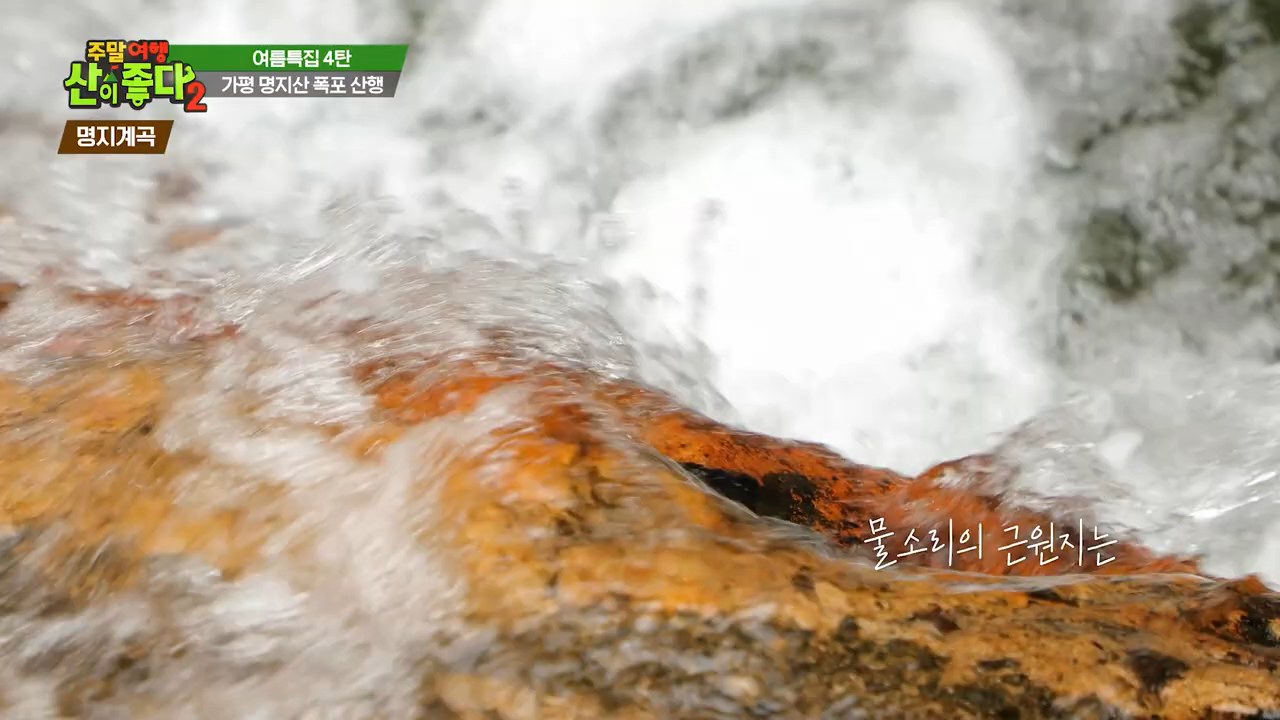 주말여행
산이좋다2
여름특집 4탄
가평 명지산 폭포 산행
명지계곡
물소리의 근원지는